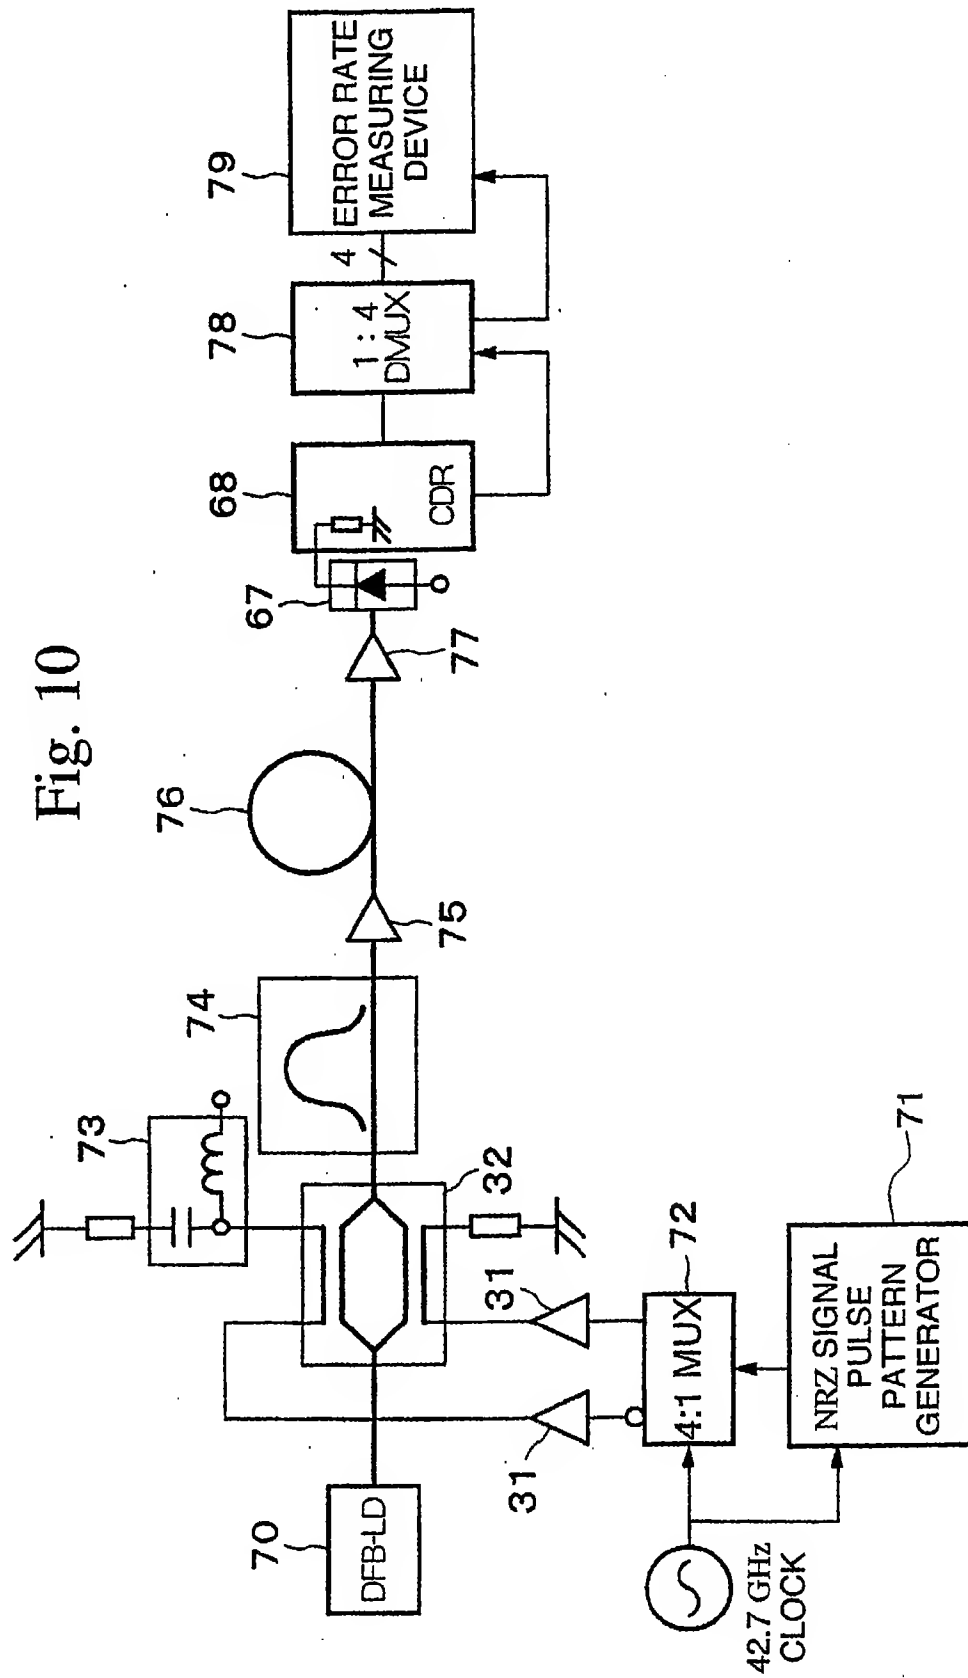 Fig. 10
70
DFB-LD
73
32
74
75
76
77
67
68
CDR
78
1 : 4
DMUX
4
79
ERROR RATE
MEASURING
DEVICE
31
31
72
4:1 MUX
42.7 GHz
CLOCK
71
NRZ SIGNAL
PULSE
PATTERN
GENERATOR